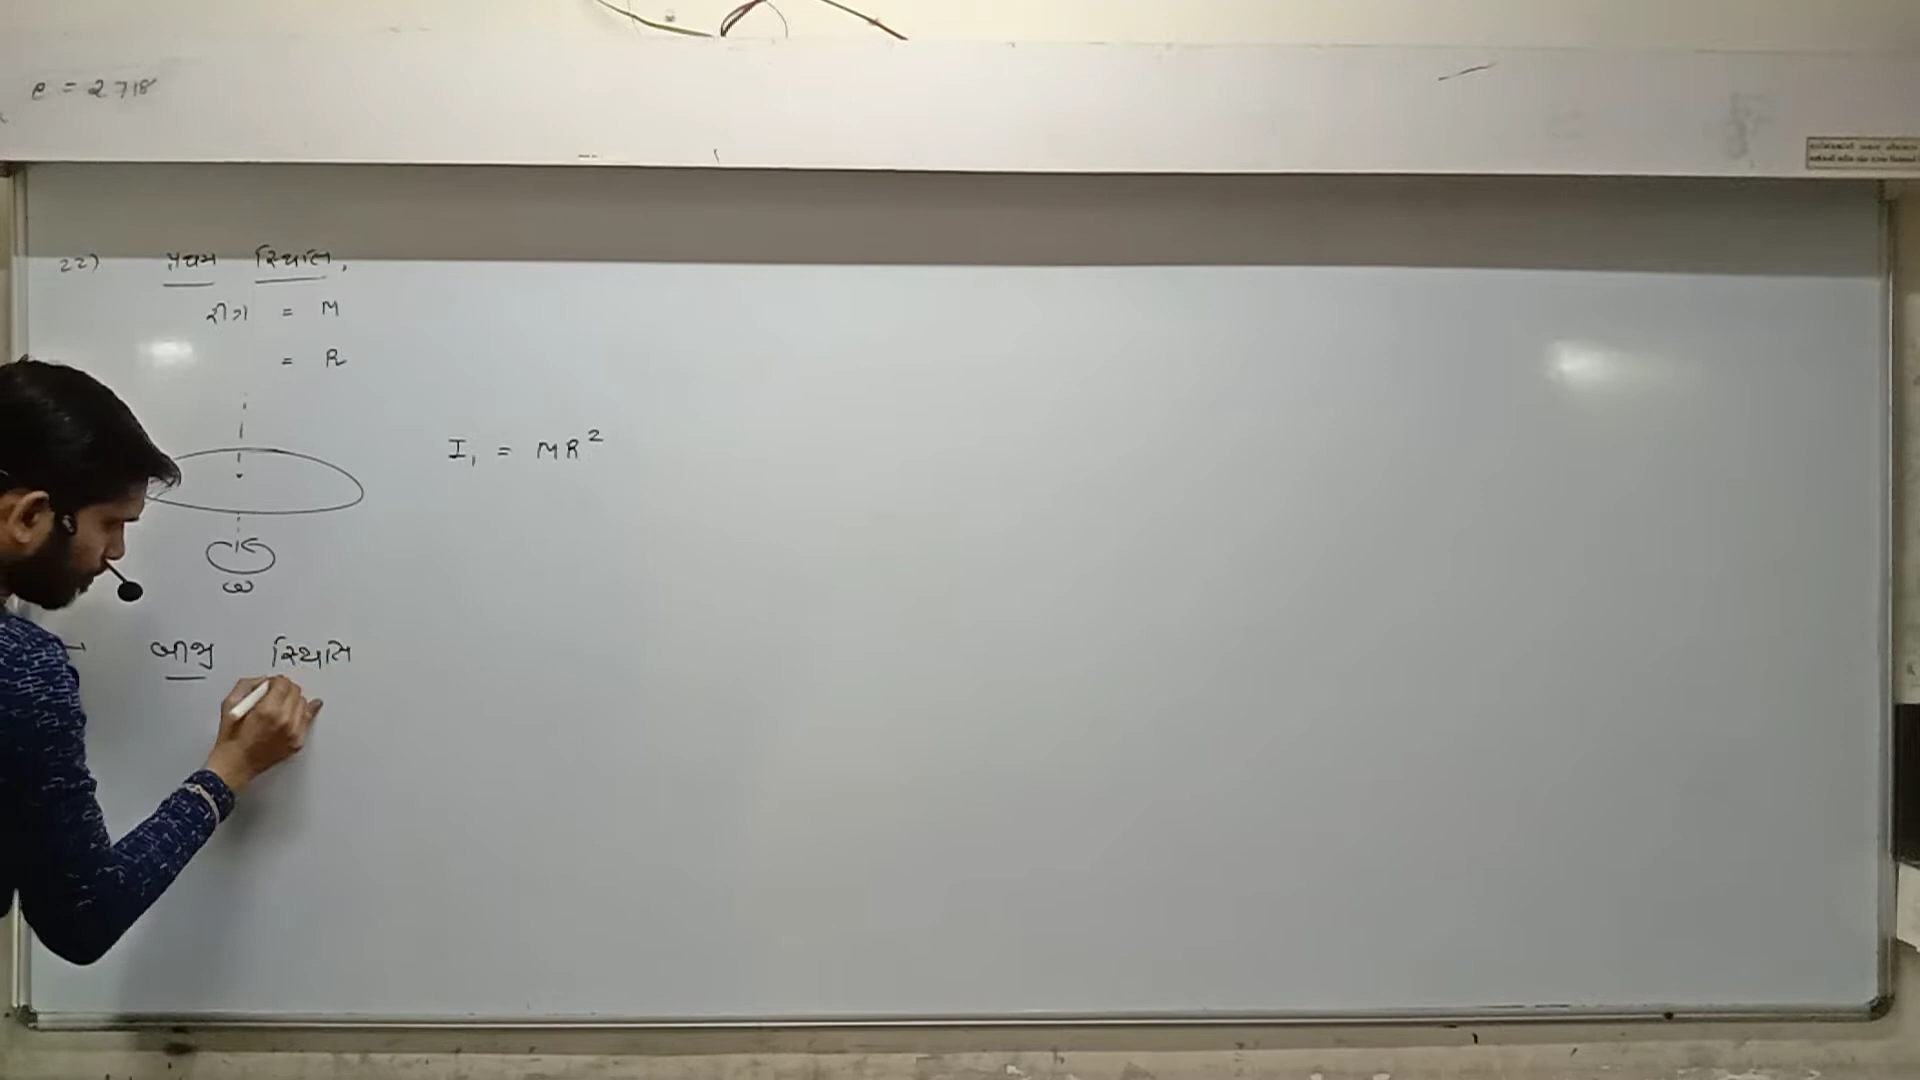 e = 2 718
22) પ્રથમ સ્થિતિ,
રીંગ = M
= R
I₁ = MR²
ω
→ બીજી સ્થિતિ